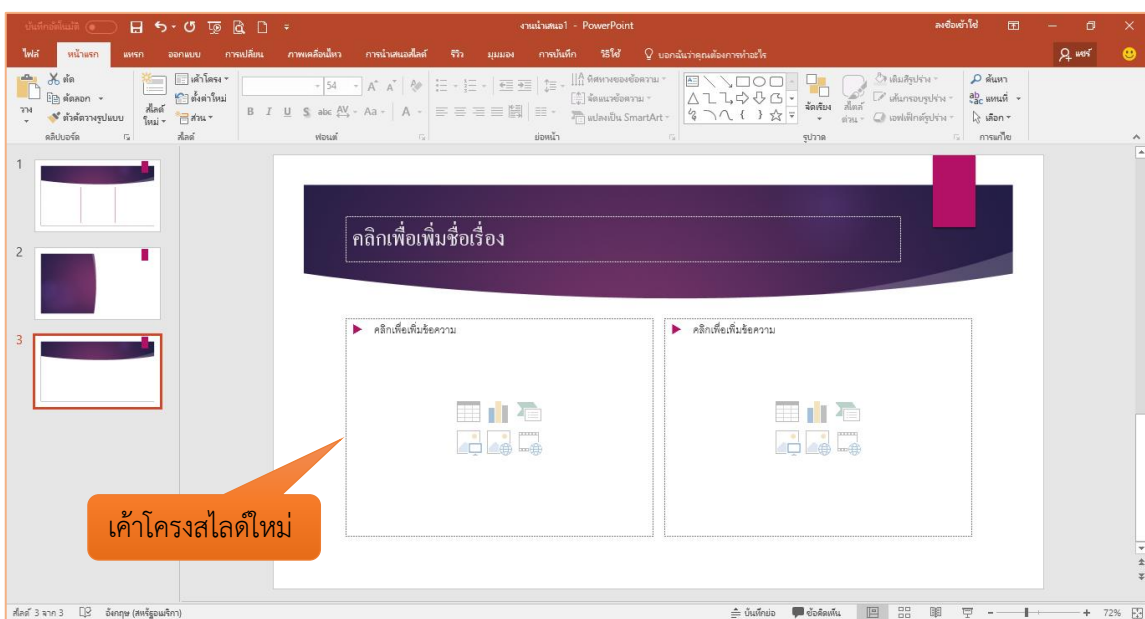 บันทึกอัตโนมัติ
งานนำเสนอ1 - PowerPoint
ลงชื่อเข้าใช้
ไฟล์ หน้าแรก แทรก ออกแบบ การเปลี่ยน ภาพเคลื่อนไหว การนำเสนอสไลด์ รีวิว มุมมอง การบันทึก วิธีใช้ บอกฉันว่าคุณต้องการทำอะไร แชร์
วาง
ตัด
คัดลอก
ตัวคัดวางรูปแบบ
คลิปบอร์ด
สไลด์
ใหม่
เค้าโครง
ตั้งค่าใหม่
ส่วน
สไลด์
54 A A
B I U S abc AV Aa A
ฟอนต์
ทิศทางของข้อความ
จัดแนวข้อความ
แปลงเป็น SmartArt
ย่อหน้า
จัดเรียง
สไตล์
ด่วน
เติมสีรูปร่าง
เส้นกรอบรูปร่าง
เอฟเฟ็กต์รูปร่าง
รูปวาด
ค้นหา
แทนที่
เลือก
การแก้ไข
1
2
3
คลิกเพื่อเพิ่มชื่อเรื่อง
คลิกเพื่อเพิ่มข้อความ
คลิกเพื่อเพิ่มข้อความ
เค้าโครงสไลด์ใหม่
สไลด์ 3 จาก 3 อังกฤษ (สหรัฐอเมริกา) บันทึกย่อ ข้อคิดเห็น 72%